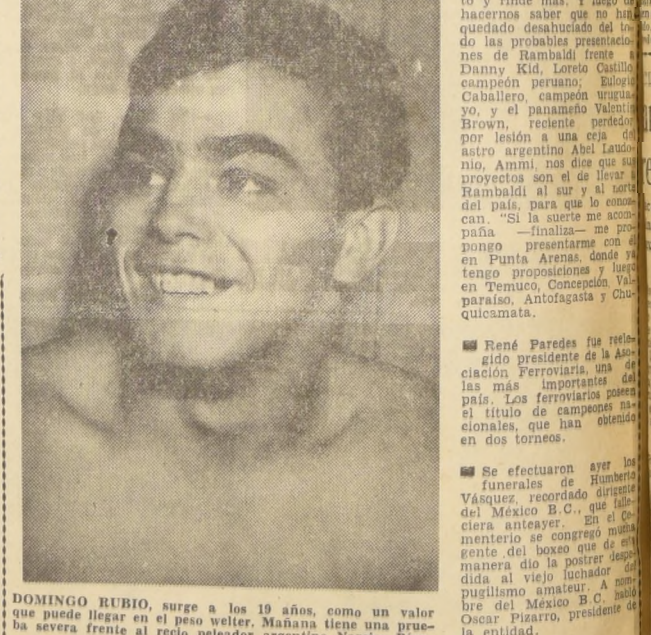 DOMINGO RUBIO, surge a los 19 años, como un valor
que puede llegar en el peso welter. Mañana tiene una prue-
ba severa frente al recio peleador argentino
to y rinde más. Y luego de
hacernos saber que no han
quedado desahuciado del to-
do las probables presentacio-
nes de Rambaldi frente a
Danny Kid, Loreto Castillo
campeón peruano; Eulogio
Caballero, campeón urugua-
yo, y el panameño Valentín
Brown, reciente perdedor
por lesión a una ceja del
astro argentino Abel Laudo-
nio, Ammi, nos dice que sus
proyectos son el de llevar a
Rambaldi al sur y al norte
del país, para que lo conoz-
can. "Si la suerte me acom-
paña —finaliza— me pro-
pongo presentarme con él
en Punta Arenas, donde ya
tengo proposiciones y luego
en Temuco, Concepción, Val-
paraíso, Antofagasta y Chu-
quicamata.
René Paredes fue reele-
gido presidente de la Aso-
ciación Ferroviaria, una de
las más importantes del
país. Los ferroviarios poseen
el título de campeones na-
cionales, que han obtenido
en dos torneos.
Se efectuaron ayer los
funerales de Humberto
Vásquez, recordado dirigente
del México B.C., que falle-
ciera anteayer. En el Ce-
menterio se congregó mucha
gente del boxeo que de esta
manera dio la postrer despe-
dida al viejo luchador del
pugilismo amateur. A nom-
bre del México B.C. habló
Oscar Pizarro, presidente de
la entidad.